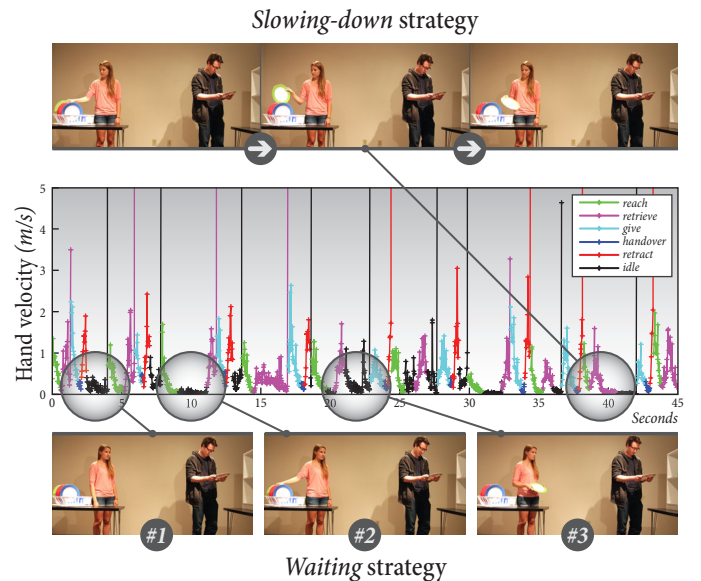 Slowing-down strategy
Hand velocity (m/s)
5
4
3
2
1
0
reach
retrieve
give
handover
retract
idle
0 5 10 15 20 25 30 35 40 45
Seconds
#1 #2 #3
Waiting strategy